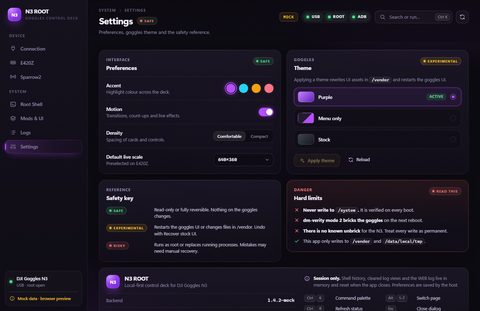 N3
N3 ROOT
GOGGLES CONTROL DECK
DEVICE
Connection
E420Z
Sparrow2
SYSTEM
Root Shell
Mods & UI
Logs
Settings
DJI Goggles N3
USB · root open
Mock data · browser preview
SYSTEM › SETTINGS
Settings SAFE
Preferences, goggles theme and the safety reference.
MOCK
USB
ROOT
ADB
Search or run... Ctrl K
INTERFACE
Preferences
SAFE
Accent
Highlight colour across the deck
Motion
Transitions, count-ups and live effects
Density
Spacing of cards and controls.
Comfortable Compact
Default live scale
Preselected on E420Z.
640×360
GOGGLES
Theme
EXPERIMENTAL
Applying a theme rewrites UI assets in /vendor and restarts the goggles UI.
Purple ACTIVE
Menu only
Stock
Apply theme Reload
REFERENCE
Safety key
SAFE
Read-only or fully reversible. Nothing on the goggles changes.
EXPERIMENTAL
Restarts the goggles UI or changes files in /vendor. Undo with Recover stock UI.
RISKY
Runs as root or replaces running processes. Mistakes may need manual recovery.
DANGER
Hard limits
READ THIS
Never write to /system, it is verified on every boot.
dm-verity mode 2 bricks the goggles on the next reboot.
There is no known unbrick for the N3. Treat every write as permanent.
This app only writes to /vendor and /data/local/tmp.
N3
N3 ROOT
Local-first control deck for DJI Goggles N3
Backend 1.4.2-mock
Session only. Shell history, cleared log views and the WEB log live in memory and reset when the app closes. Preferences are saved by the host.
Ctrl K Command palette
Alt 1-7 Switch page
Ctrl R Refresh status
Esc Close dialog